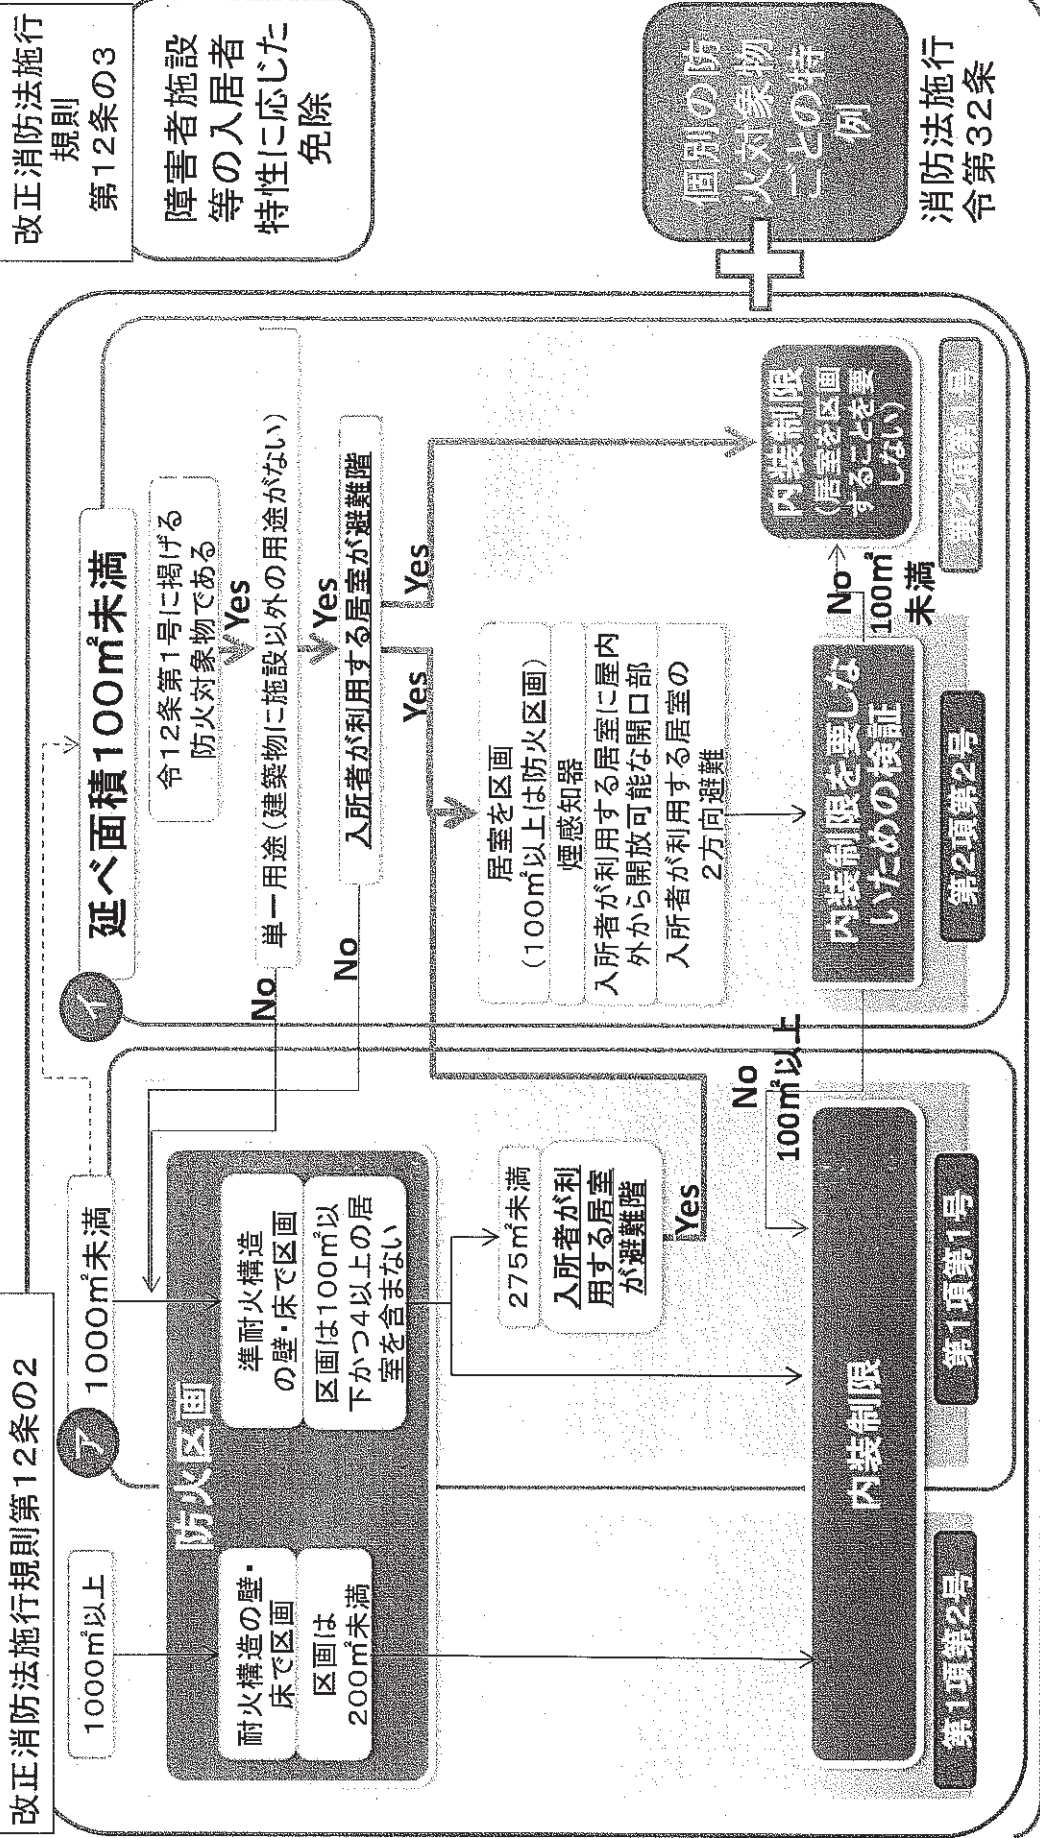 改正消防法施行規則第12条の2
1000㎡以上
防火区画
耐火構造の壁・
床で区画
区画は
200㎡未満
ア
1000㎡未満
準耐火構造
の壁・床で区画
区画は100㎡以
下かつ4以上の居
室を含まない
275㎡未満
入所者が利
用する居室
が避難階
Yes
内装制限
第1項第2号
第1項第1号
No
100㎡以上
イ
延べ面積100㎡未満
令12条第1号に掲げる
防火対象物である
Yes
単一用途(建築物に施設以外の用途がない)
No
Yes
入所者が利用する居室が避難階
No
Yes
Yes
居室を区画
(100㎡以上は防火区画)
煙感知器
入所者が利用する居室に屋内
外から開放可能な開口部
入所者が利用する居室の
2方向避難
内装制限を要しな
いための検証
第2項第2号
No
100㎡
未満
内装制限
(居室を区画
することを要
しない)
第2項第1号
改正消防法施行
規則
第12条の3
障害者施設
等の入居者
特性に応じた
免除
個別の防
火対象物
ごとの特
例
消防法施行
令第32条